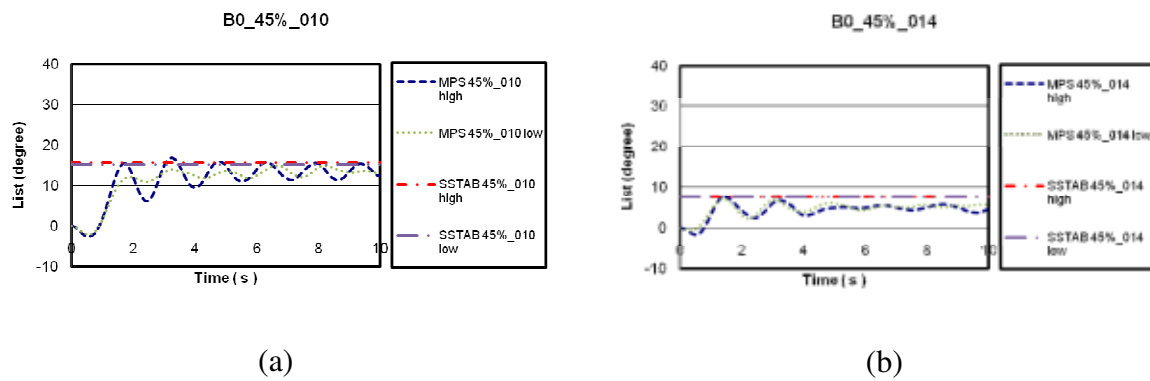 B0_45%_010
40
30
20
10
0
-10
List (degree)
0
2
4
6
8
10
Time ( s )
MPS 45%_010
high
MPS 45%_010 low
SSTAB 45%_010
high
SSTAB 45%_010
low
(a)
B0_45%_014
40
30
20
10
0
-10
List (degree)
0
2
4
6
8
10
Time ( s )
MPS 45%_014
high
MPS 45%_014 low
SSTAB 45%_014
high
SSTAB 45%_014
low
(b)